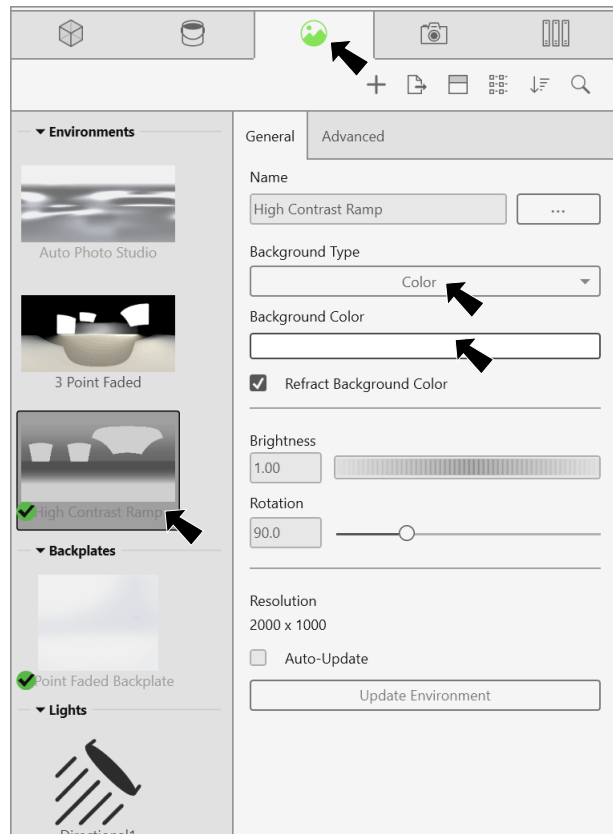 Environments
Auto Photo Studio
3 Point Faded
High Contrast Ramp
Backplates
Point Faded Backplate
Lights
Directional1
General
Advanced
Name
High Contrast Ramp
...
Background Type
Color
Background Color
Refract Background Color
Brightness
1.00
Rotation
90.0
Resolution
2000 x 1000
Auto-Update
Update Environment